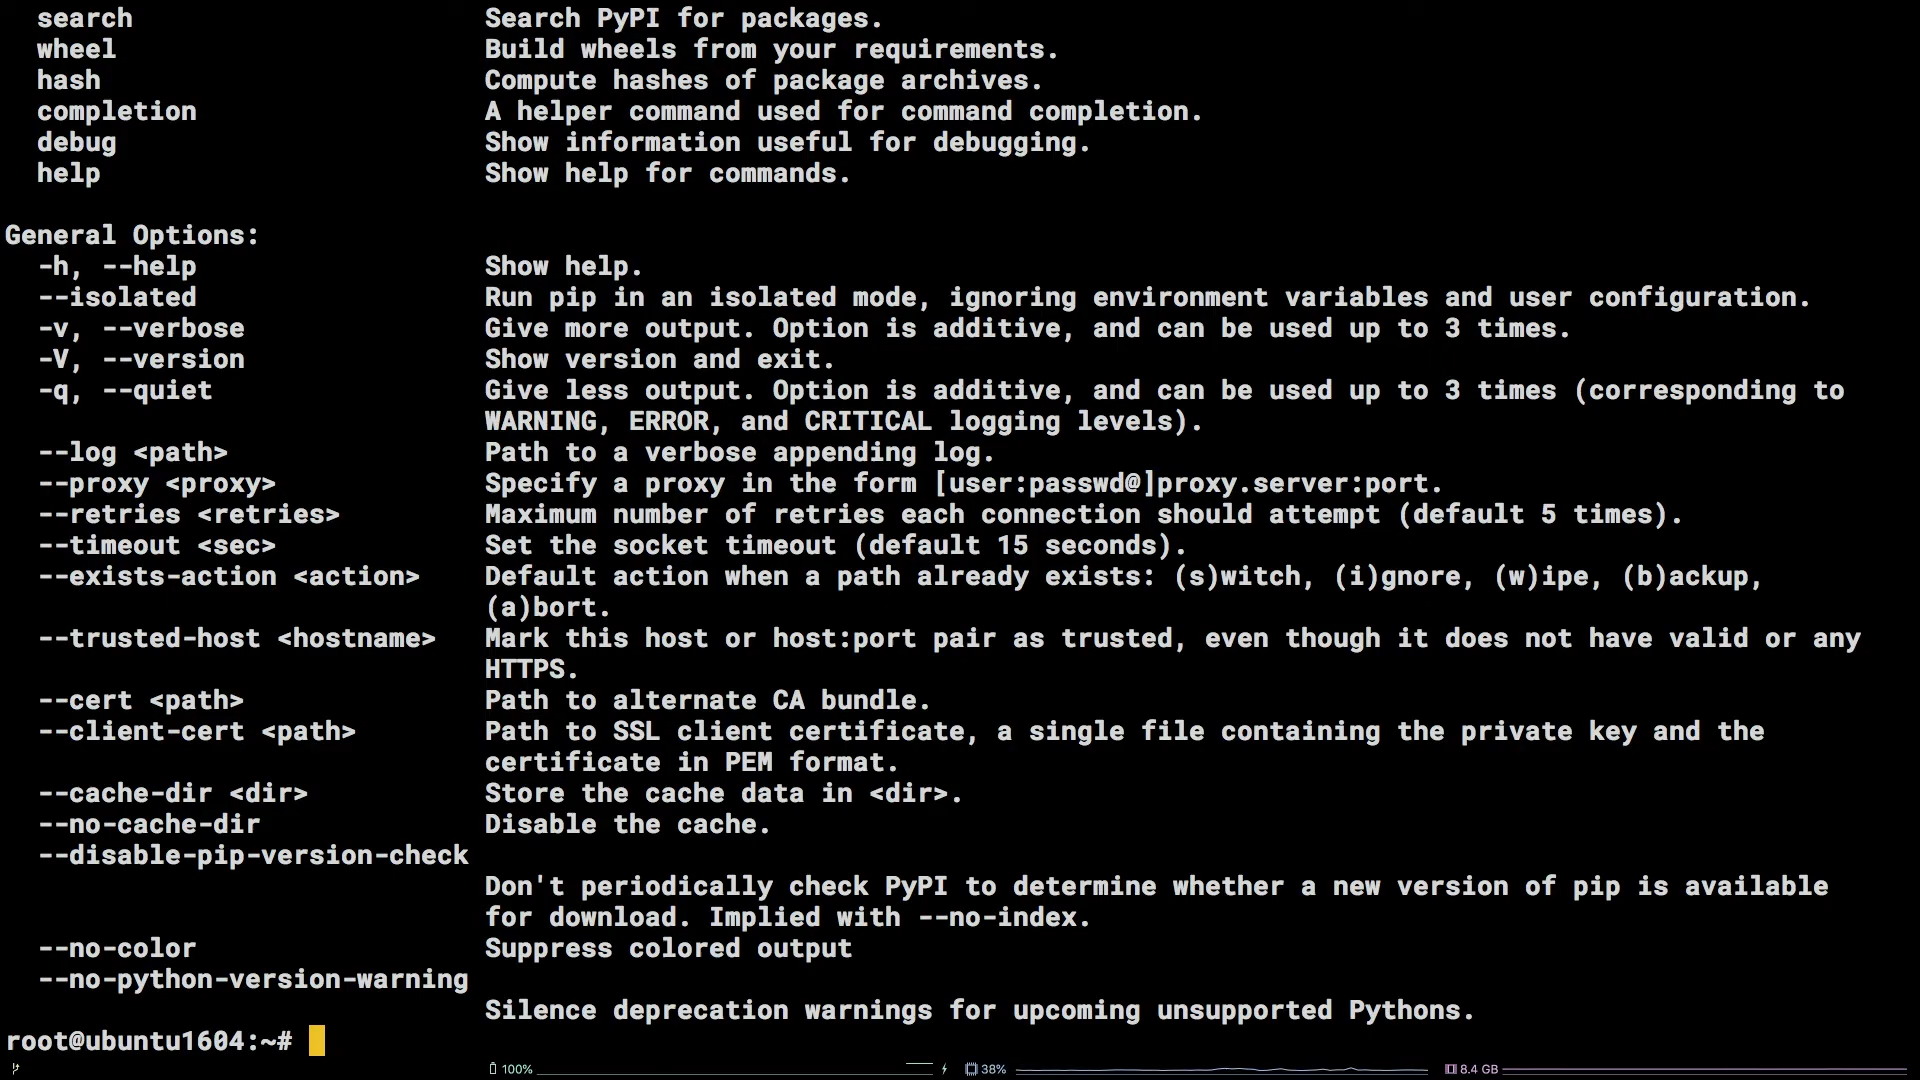 search                      Search PyPI for packages.
wheel                       Build wheels from your requirements.
hash                        Compute hashes of package archives.
completion                  A helper command used for command completion.
debug                       Show information useful for debugging.
help                        Show help for commands.
General Options:
-h, --help                  Show help.
--isolated                  Run pip in an isolated mode, ignoring environment variables and user configuration.
-v, --verbose               Give more output. Option is additive, and can be used up to 3 times.
-V, --version               Show version and exit.
-q, --quiet                 Give less output. Option is additive, and can be used up to 3 times (corresponding to
WARNING, ERROR, and CRITICAL logging levels).
--log <path>                Path to a verbose appending log.
--proxy <proxy>             Specify a proxy in the form [user:passwd@]proxy.server:port.
--retries <retries>         Maximum number of retries each connection should attempt (default 5 times).
--timeout <sec>             Set the socket timeout (default 15 seconds).
--exists-action <action>    Default action when a path already exists: (s)witch, (i)gnore, (w)ipe, (b)ackup,
(a)bort.
--trusted-host <hostname>   Mark this host or host:port pair as trusted, even though it does not have valid or any
HTTPS.
--cert <path>               Path to alternate CA bundle.
--client-cert <path>        Path to SSL client certificate, a single file containing the private key and the
certificate in PEM format.
--cache-dir <dir>           Store the cache data in <dir>.
--no-cache-dir              Disable the cache.
--disable-pip-version-check
Don't periodically check PyPI to determine whether a new version of pip is available
for download. Implied with --no-index.
--no-color                  Suppress colored output
--no-python-version-warning
Silence deprecation warnings for upcoming unsupported Pythons.
root@ubuntu1604:~#
100% 38% 8.4 GB